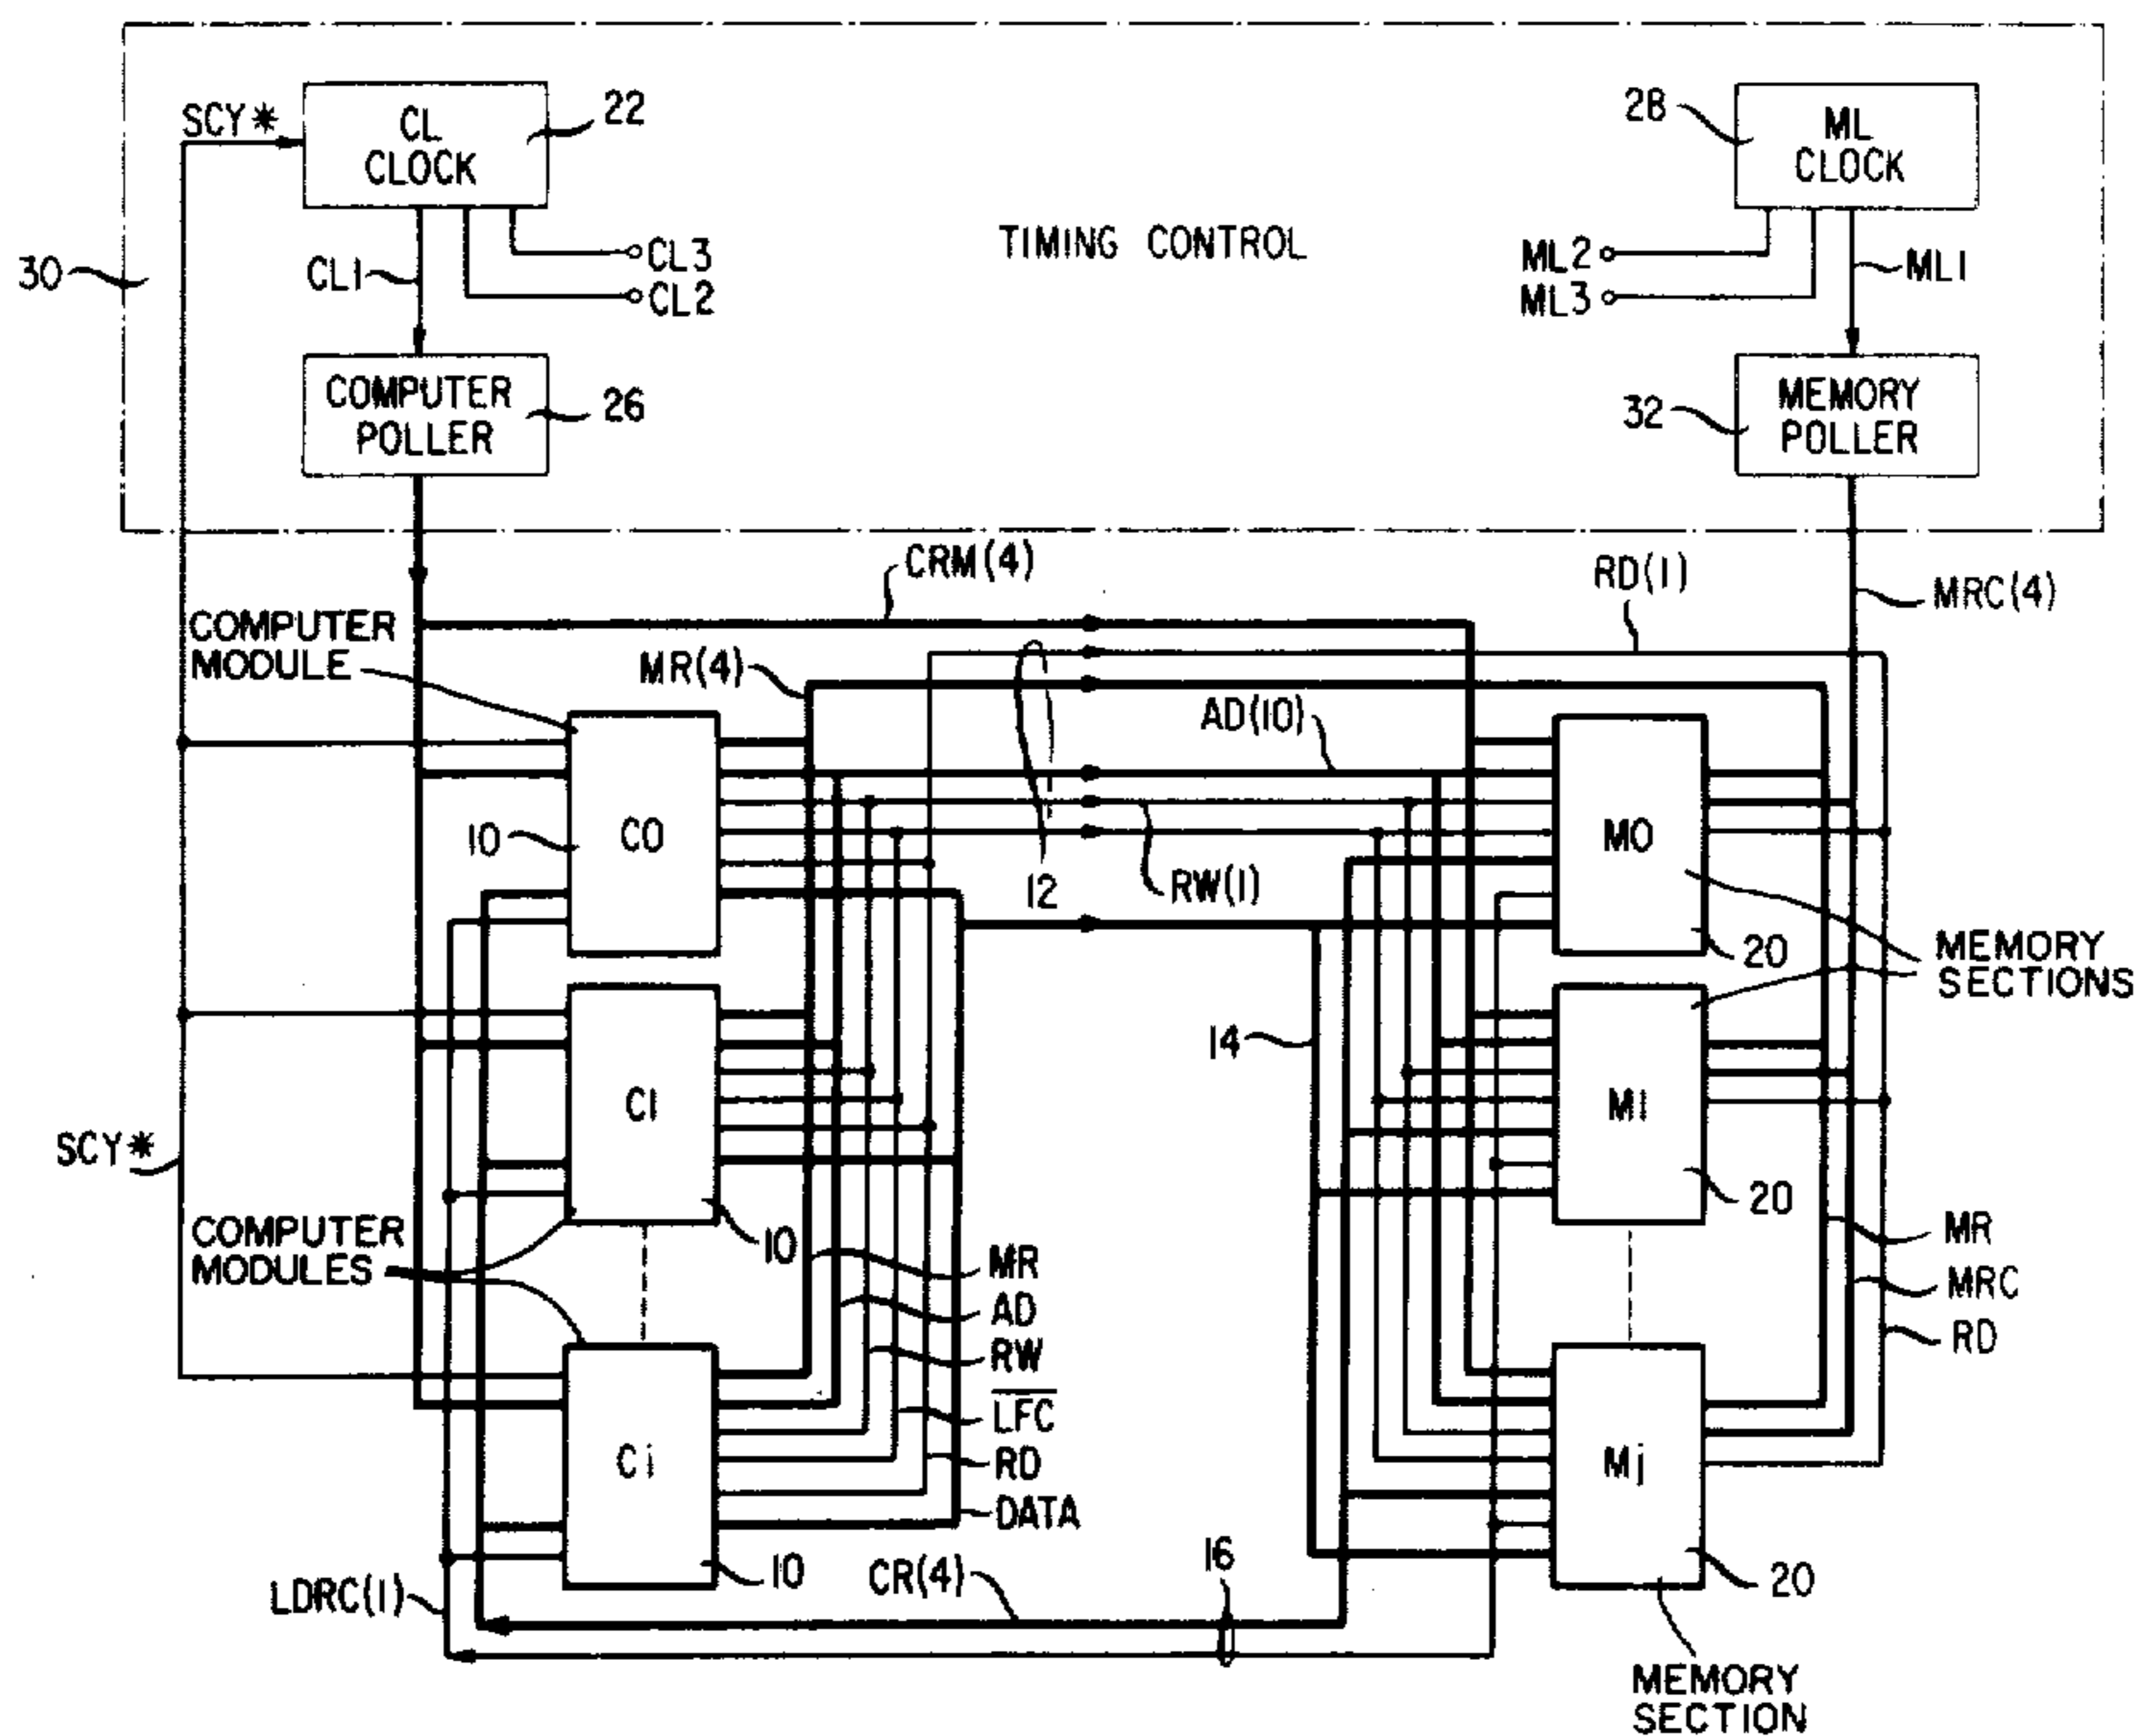 SCY*
CL
CLOCK
22
28
ML
CLOCK
TIMING CONTROL
30
CL1
CL3
CL2
ML2
ML3
ML1
COMPUTER
POLLER
26
32
MEMORY
POLLER
CRM(4)
RD(1)
MRC(4)
COMPUTER
MODULE
MR(4)
AD(10)
10
C0
12
RW(1)
M0
20
MEMORY
SECTIONS
14
C1
M1
SCY*
10
20
COMPUTER
MODULES
MR
AD
RW
LFC
RD
DATA
MR
MRC
RD
Ci
Mj
10
20
LDRC(1)
CR(4)
16
MEMORY
SECTION